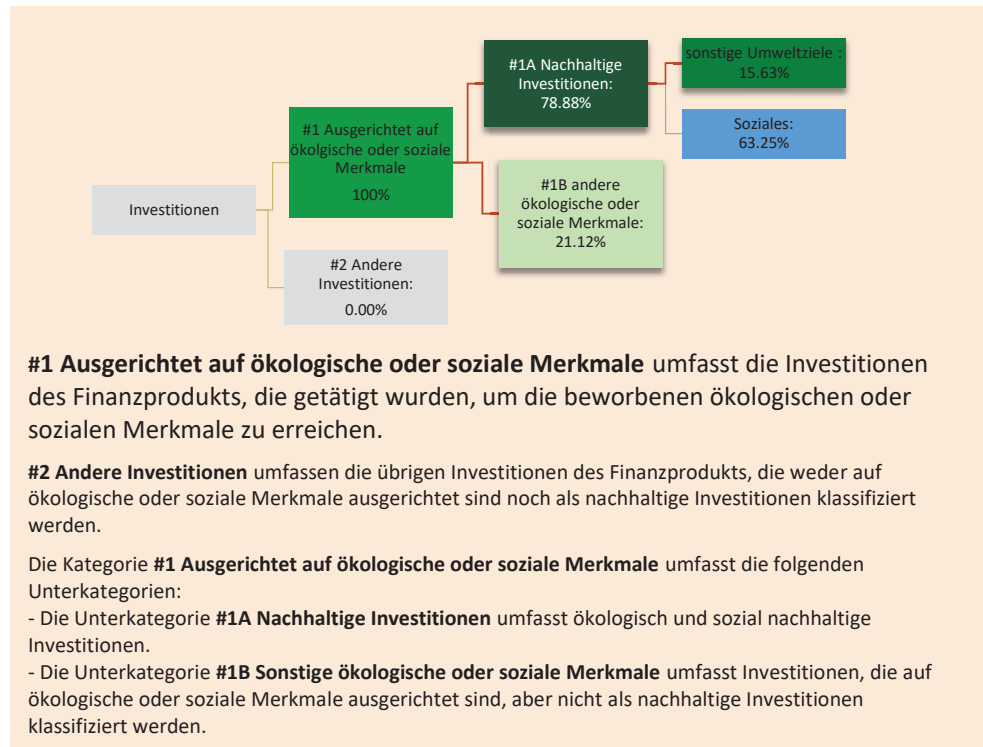 Investitionen
#1 Ausgerichtet auf
ökolgische oder soziale
Merkmale
100%
#2 Andere
Investitionen:
0.00%
#1A Nachhaltige
Investitionen:
78.88%
#1B andere
ökologische oder
soziale Merkmale:
21.12%
sonstige Umweltziele :
15.63%
Soziales:
63.25%
#1 Ausgerichtet auf ökologische oder soziale Merkmale umfasst die Investitionen
des Finanzprodukts, die getätigt wurden, um die beworbenen ökologischen oder
sozialen Merkmale zu erreichen.
#2 Andere Investitionen umfassen die übrigen Investitionen des Finanzprodukts, die weder auf
ökologische oder soziale Merkmale ausgerichtet sind noch als nachhaltige Investitionen klassifiziert
werden.
Die Kategorie #1 Ausgerichtet auf ökologische oder soziale Merkmale umfasst die folgenden
Unterkategorien:
- Die Unterkategorie #1A Nachhaltige Investitionen umfasst ökologisch und sozial nachhaltige
Investitionen.
- Die Unterkategorie #1B Sonstige ökologische oder soziale Merkmale umfasst Investitionen, die auf
ökologische oder soziale Merkmale ausgerichtet sind, aber nicht als nachhaltige Investitionen
klassifiziert werden.